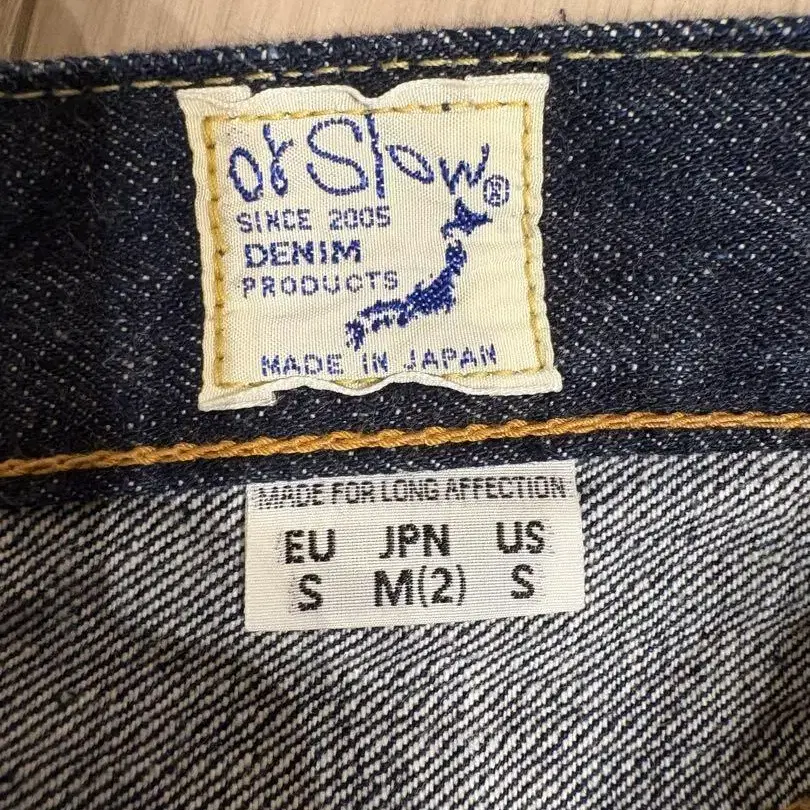 orSlow®
SINCE 2005
DENIM
PRODUCTS
MADE IN JAPAN
MADE FOR LONG AFFECTION
EU JPN US
S M(2) S